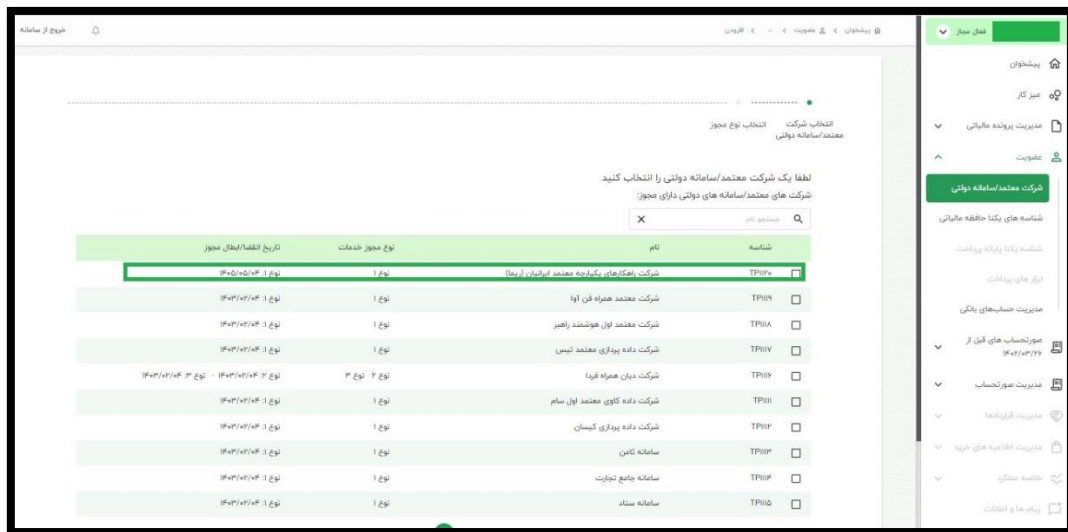 فعال مجاز
پیشخوان
میز کار
مدیریت پرونده مالیاتی
عضویت
شرکت معتمد/سامانه دولتی
شناسه های یکتا حافظه مالیاتی
شناسه یکتا پایانه پرداخت
ابزار های پرداخت
مدیریت حساب‌های بانکی
صورتحساب های قبل از
۱۴۰۲/۰۳/۲۶
مدیریت صورتحساب
مدیریت قراردادها
مدیریت اطلاعیه های خرید
خلاصه عملکرد
پیام ها و اعلانات
پیشخوان > عضویت > ... > افزودن
خروج از سامانه
انتخاب شرکت انتخاب نوع مجوز
معتمد/سامانه دولتی
لطفا یک شرکت معتمد/سامانه دولتی را انتخاب کنید
شرکت های معتمد/سامانه های دولتی دارای مجوز:
جستجو نام
شناسه نام نوع مجوز خدمات تاریخ انقضا/ابطال مجوز
TP۱۱۲۰ شرکت راهکارهای یکپارچه معتمد ایرانیان (ریما) نوع ۱ نوع ۱: ۱۴۰۵/۰۵/۰۴
TP۱۱۱۹ شرکت معتمد همراه فن آوا نوع ۱ نوع ۱: ۱۴۰۳/۰۲/۰۴
TP۱۱۱۸ شرکت معتمد اول هوشمند راهبر نوع ۱ نوع ۱: ۱۴۰۳/۰۲/۰۴
TP۱۱۱۷ شرکت داده پردازی معتمد تیس نوع ۱ نوع ۱: ۱۴۰۳/۰۲/۰۴
TP۱۱۱۶ شرکت دیان همراه فردا نوع ۲ نوع ۳ نوع ۲: ۱۴۰۳/۰۲/۰۴ - نوع ۳: ۱۴۰۳/۰۲/۰۴
TP۱۱۱۱ شرکت داده کاوی معتمد اول سام نوع ۱ نوع ۱: ۱۴۰۳/۰۲/۰۴
TP۱۱۱۲ شرکت داده پردازی کیسان نوع ۱ نوع ۱: ۱۴۰۳/۰۲/۰۴
TP۱۱۱۳ سامانه ثامن نوع ۱ نوع ۱: ۱۴۰۳/۰۲/۰۴
TP۱۱۱۴ سامانه جامع تجارت نوع ۱ نوع ۱: ۱۴۰۳/۰۲/۰۴
TP۱۱۱۵ سامانه ستاد نوع ۱ نوع ۱: ۱۴۰۳/۰۲/۰۴